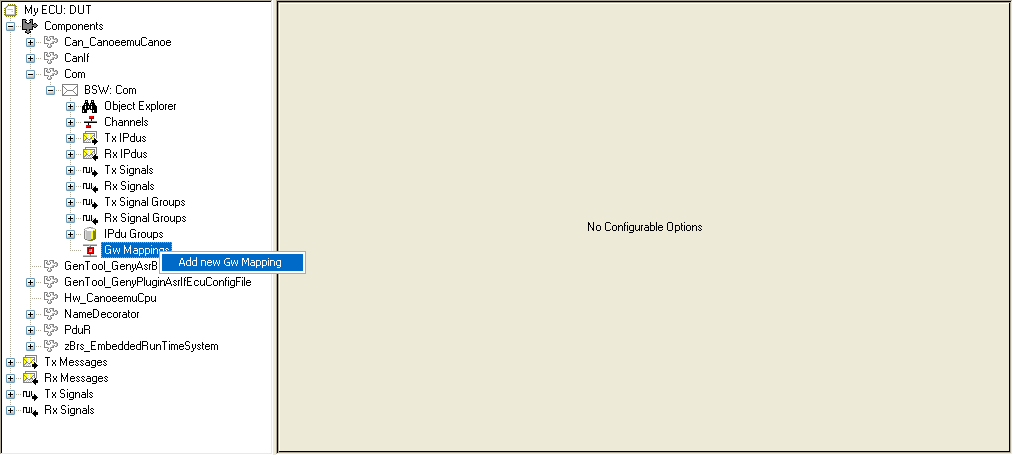 My ECU: DUT
Components
Can_CanoeemuCanoe
CanIf
Com
BSW: Com
Object Explorer
Channels
Tx IPdus
Rx IPdus
Tx Signals
Rx Signals
Tx Signal Groups
Rx Signal Groups
IPdu Groups
Gw Mappings
Add new Gw Mapping
GenTool_GenyAsrB
GenTool_GenyPluginAsrIfEcuConfigFile
Hw_CanoeemuCpu
NameDecorator
PduR
zBrs_EmbeddedRunTimeSystem
Tx Messages
Rx Messages
Tx Signals
Rx Signals
No Configurable Options